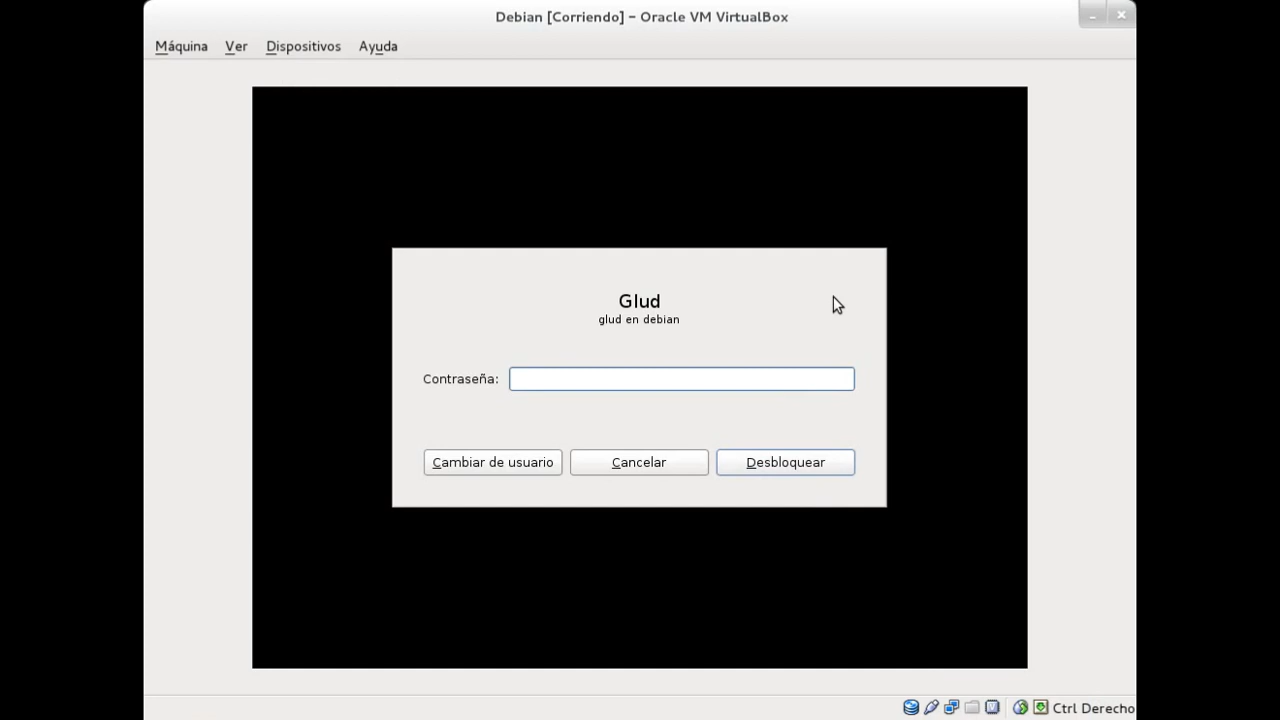 Debian [Corriendo] – Oracle VM VirtualBox
Máquina Ver Dispositivos Ayuda
Glud
glud en debian
Contraseña:
Cambiar de usuario Cancelar Desbloquear
Ctrl Derecho